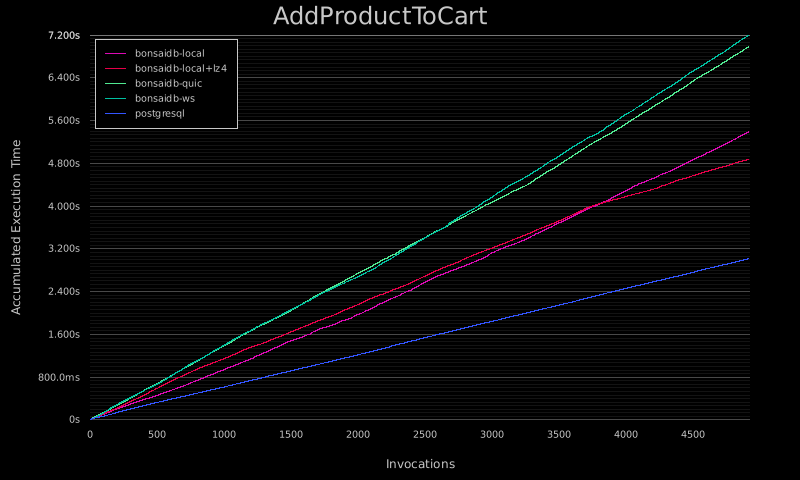 AddProductToCart
7.200s
6.400s
5.600s
4.800s
4.000s
3.200s
2.400s
1.600s
800.0ms
0s
Accumulated Execution Time
bonsaidb-local
bonsaidb-local+lz4
bonsaidb-quic
bonsaidb-ws
postgresql
0 500 1000 1500 2000 2500 3000 3500 4000 4500
Invocations